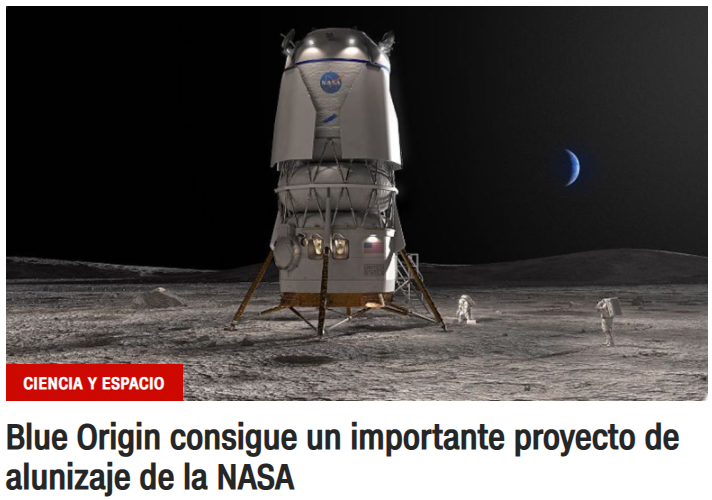 NASA
CIENCIA Y ESPACIO
Blue Origin consigue un importante proyecto de
alunizaje de la NASA